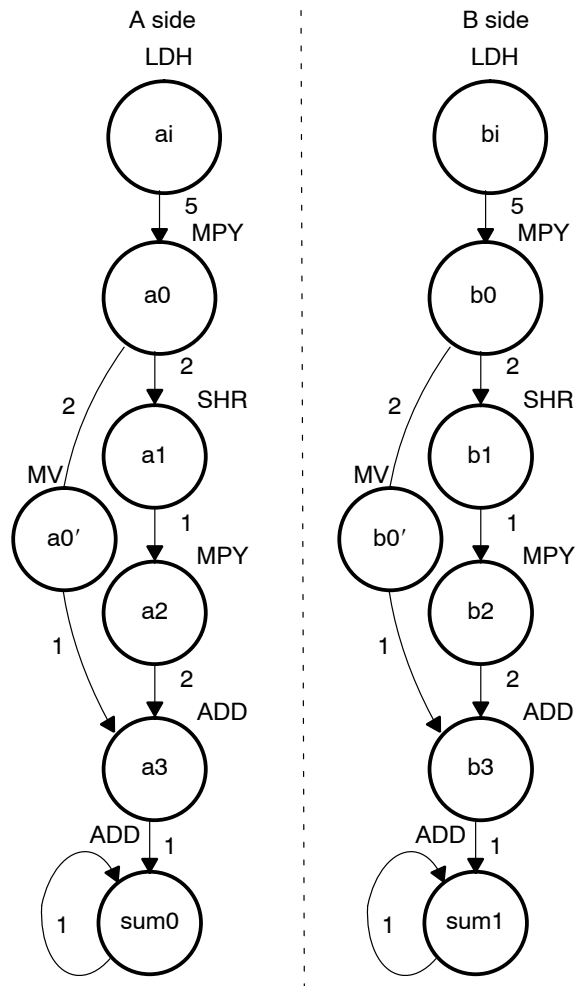 A side
LDH
ai
5
MPY
a0
2
2
SHR
a1
MV
a0′
1
MPY
a2
1
2
ADD
a3
ADD
1
1
sum0
B side
LDH
bi
5
MPY
b0
2
2
SHR
b1
MV
b0′
1
MPY
b2
1
2
ADD
b3
ADD
1
1
sum1